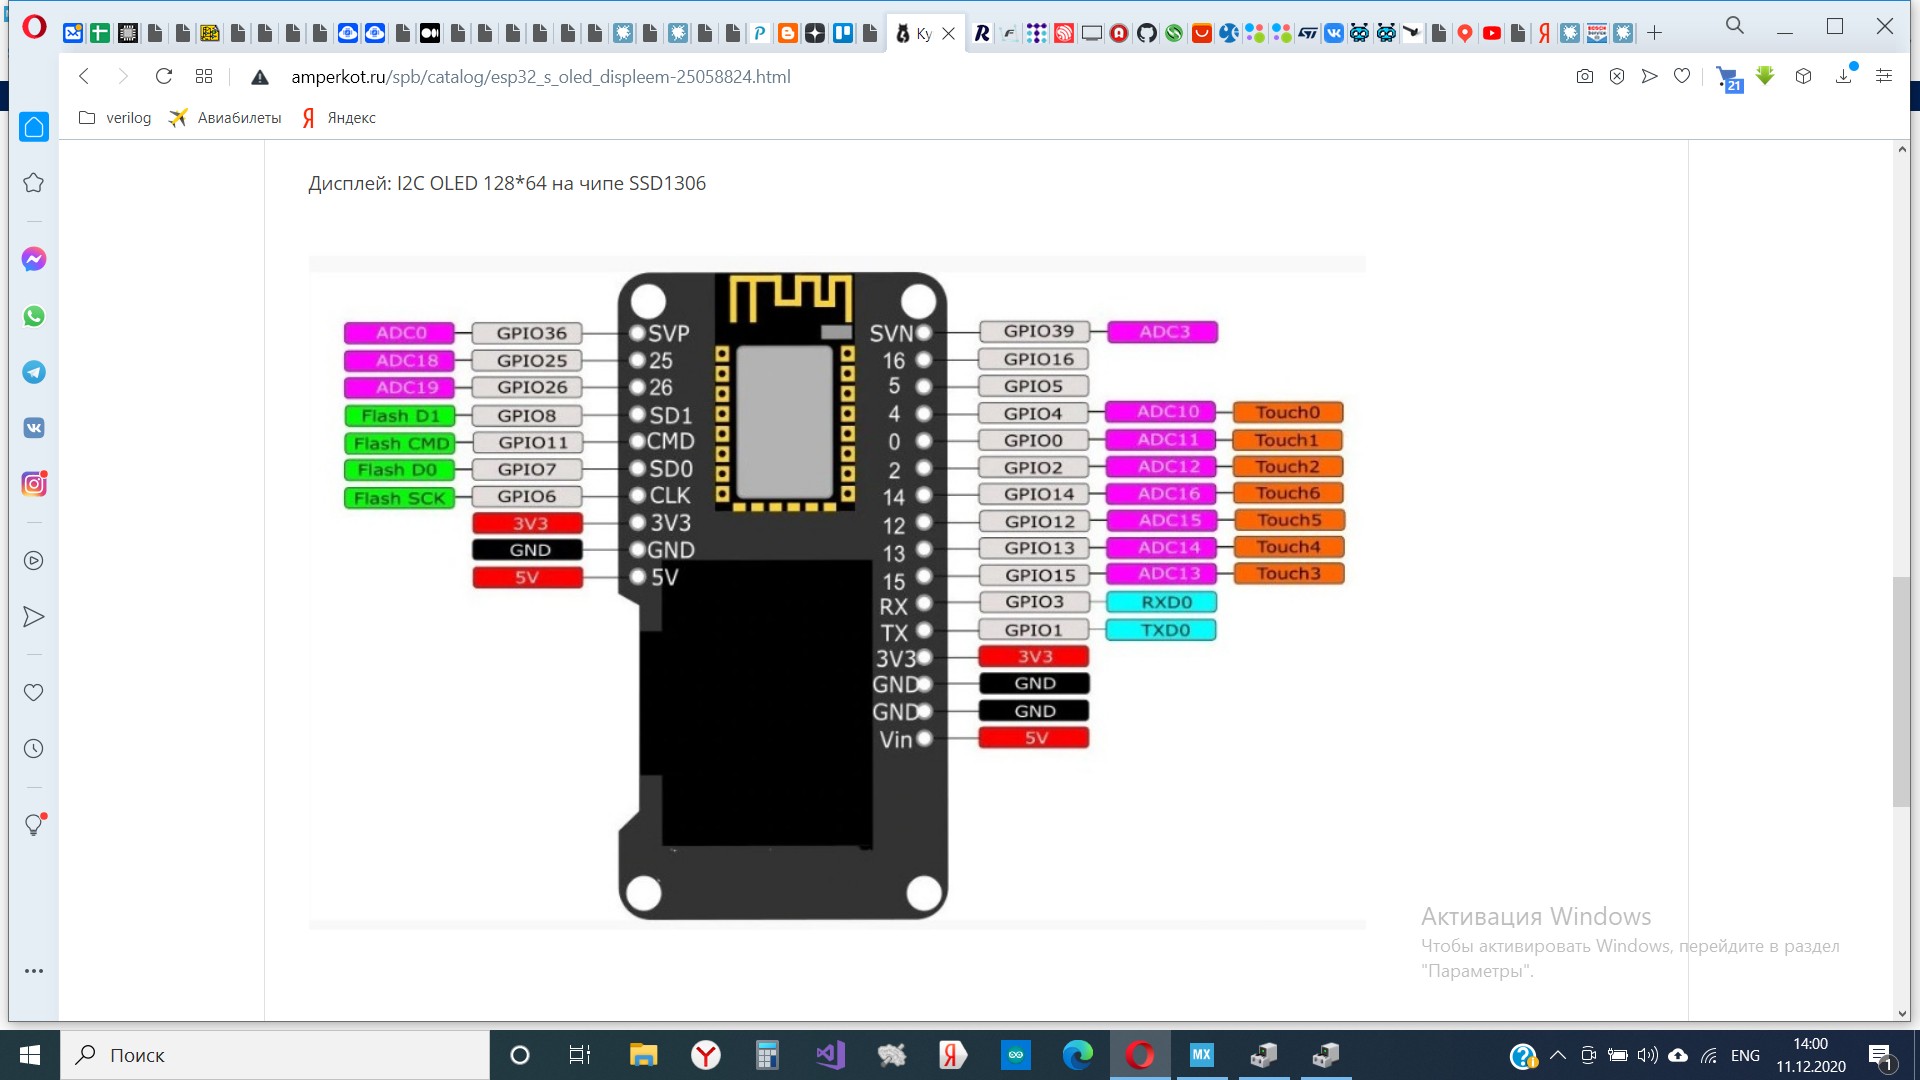 Ку
amperkot.ru/spb/catalog/esp32_s_oled_displeem-25058824.html
21
verilog Авиабилеты Яндекс
Дисплей: I2C OLED 128*64 на чипе SSD1306
ADC0 GPIO36 SVP SVN GPIO39 ADC3
ADC18 GPIO25 25 16 GPIO16
ADC19 GPIO26 26 5 GPIO5
Flash D1 GPIO8 SD1 4 GPIO4 ADC10 Touch0
Flash CMD GPIO11 CMD 0 GPIO0 ADC11 Touch1
Flash D0 GPIO7 SD0 2 GPIO2 ADC12 Touch2
Flash SCK GPIO6 CLK 14 GPIO14 ADC16 Touch6
3V3 3V3 12 GPIO12 ADC15 Touch5
GND GND 13 GPIO13 ADC14 Touch4
5V 5V 15 GPIO15 ADC13 Touch3
RX GPIO3 RXD0
TX GPIO1 TXD0
3V3 3V3
GND GND
GND GND
Vin 5V
Активация Windows
Чтобы активировать Windows, перейдите в раздел
"Параметры".
Поиск
MX
ENG
14:00
11.12.2020
1